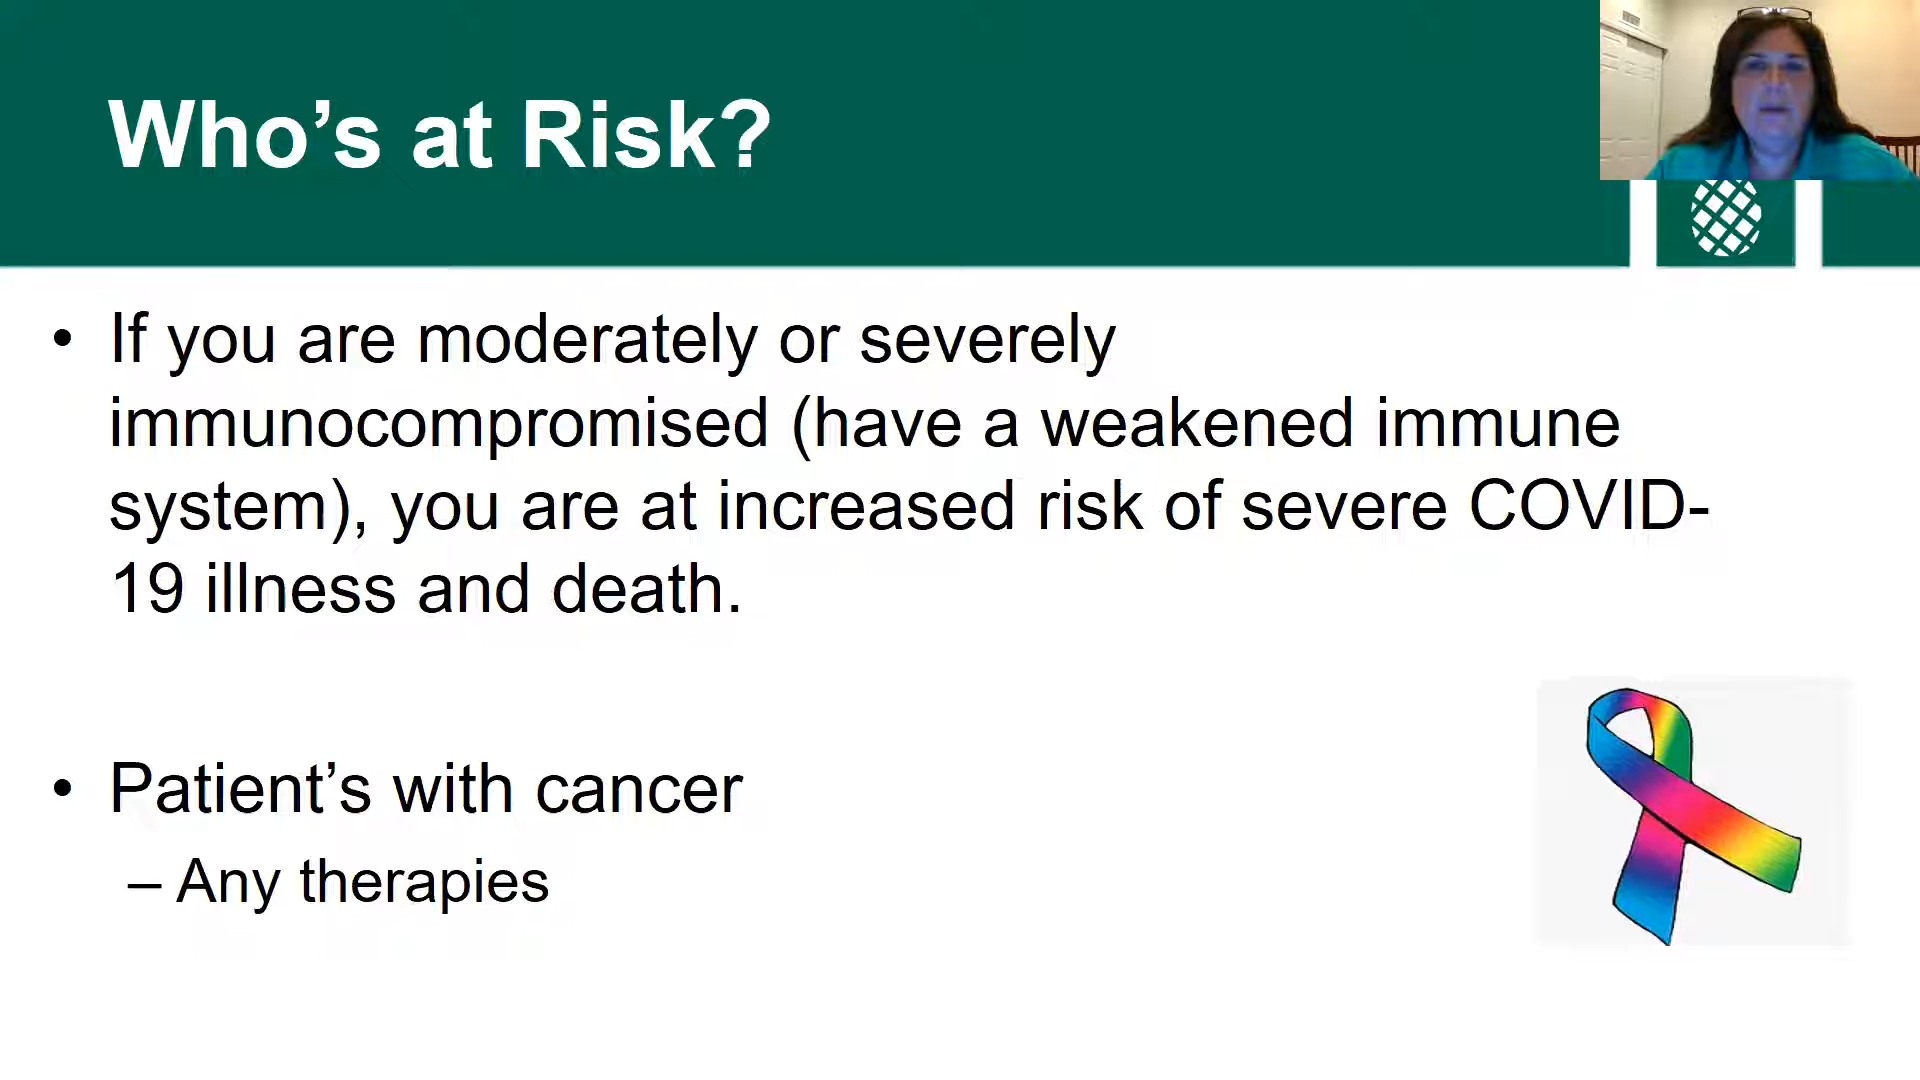 Who’s at Risk?
• If you are moderately or severely
immunocompromised (have a weakened immune
system), you are at increased risk of severe COVID-
19 illness and death.
• Patient’s with cancer
– Any therapies